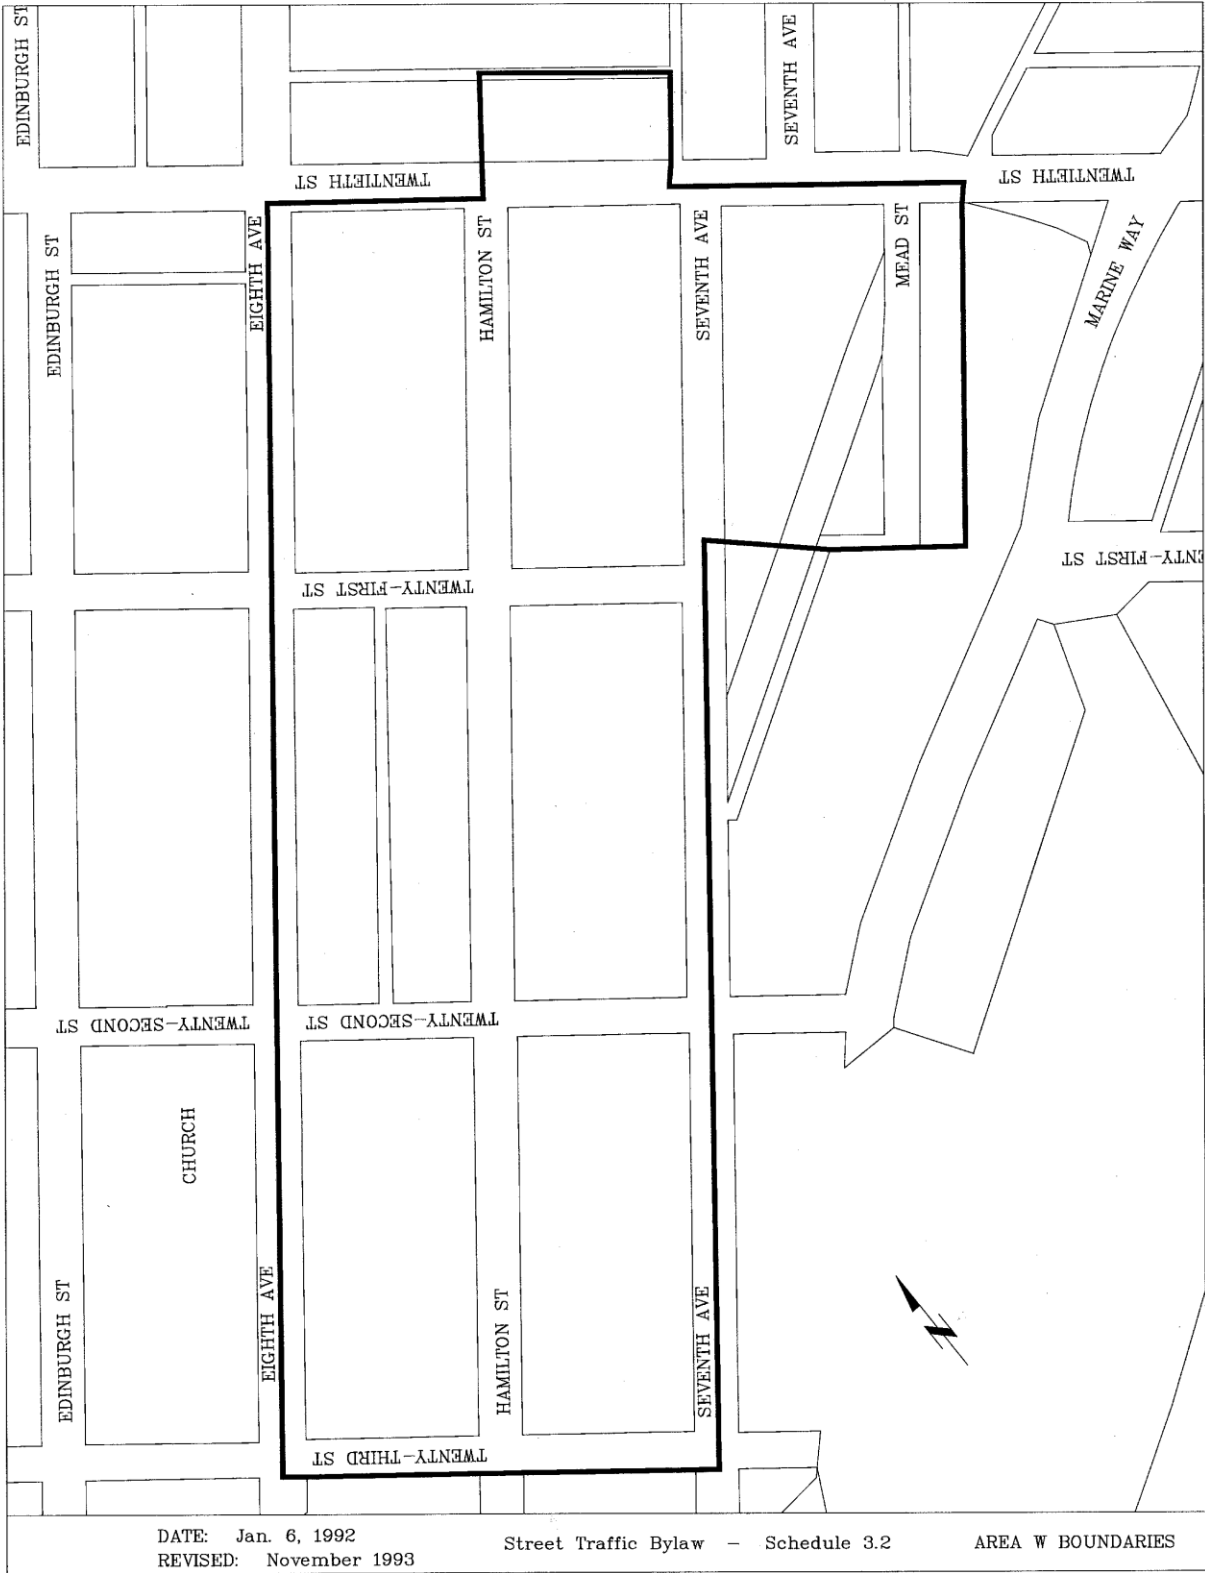 EDINBURGH ST
SEVENTH AVE
TWENTIETH ST
TWENTIETH ST
EDINBURGH ST
EIGHTH AVE
HAMILTON ST
SEVENTH AVE
MEAD ST
MARINE WAY
TWENTY-FIRST ST
ENTY-FIRST ST
TWENTY-SECOND ST
TWENTY-SECOND ST
CHURCH
EDINBURGH ST
EIGHTH AVE
HAMILTON ST
SEVENTH AVE
N
TWENTY-THIRD ST
DATE: Jan. 6, 1992
REVISED: November 1993
Street Traffic Bylaw - Schedule 3.2
AREA W BOUNDARIES